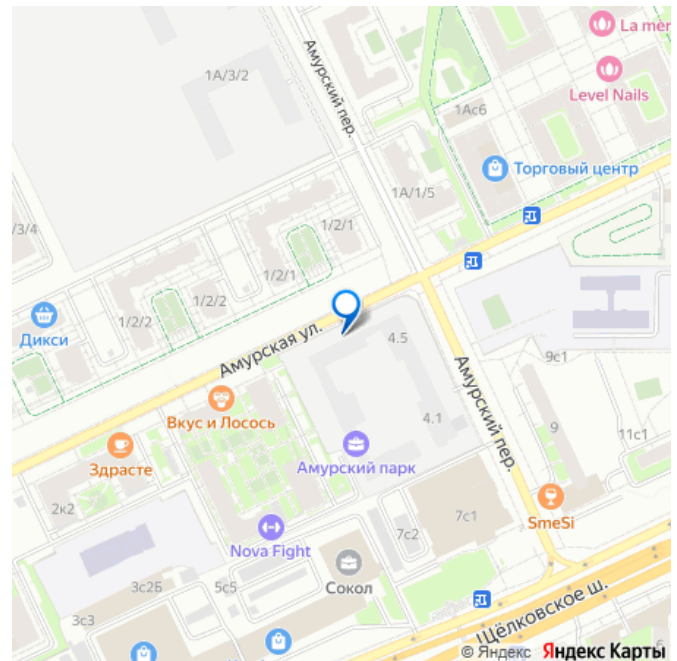 La mèr
Level Nails
1А/3/2
Амурский пер.
1Ас6
Торговый центр
1А/1/5
/3/4
1/2/1
1/2/1
1/2/2
1/2/2
Дикси
Амурская ул.
4.5
9с1
Амурский пер.
Вкус и Лосось
4.1
9
11с1
Здрасте
Амурский парк
2к2
7с1
SmeSi
Nova Fight
7с2
3с2Б
5с5
Сокол
3с3
Щёлковское ш.
5
© Яндекс Яндекс Карты